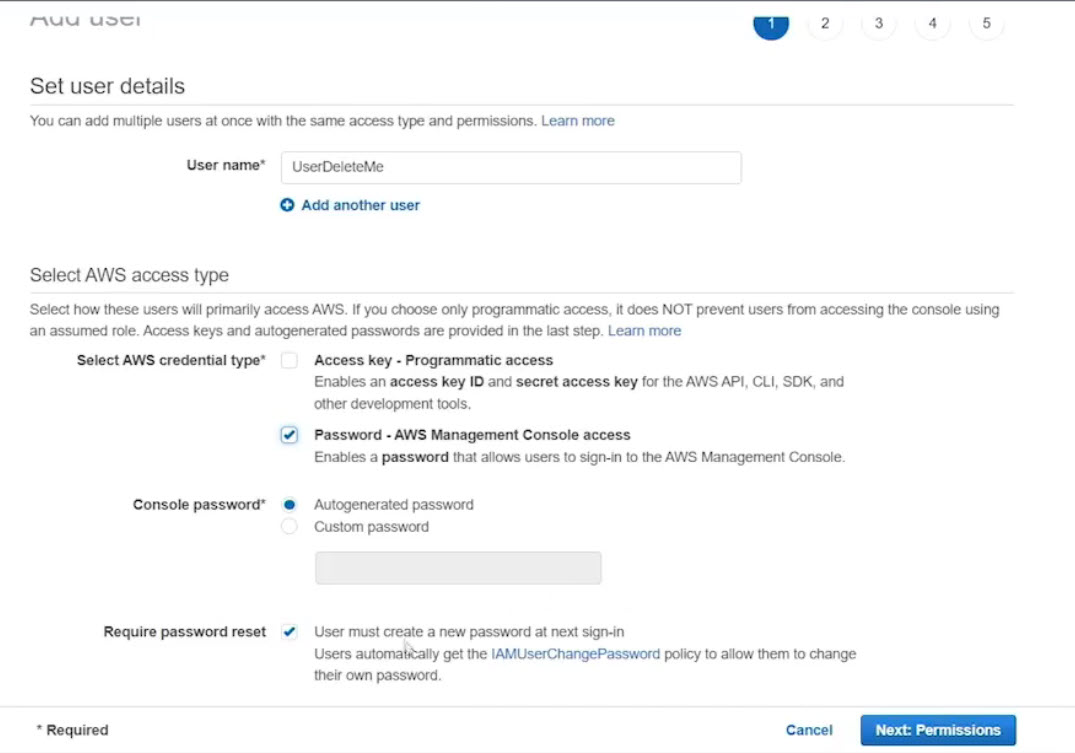 Add user
1 2 3 4 5
Set user details
You can add multiple users at once with the same access type and permissions. Learn more
User name* UserDeleteMe
Add another user
Select AWS access type
Select how these users will primarily access AWS. If you choose only programmatic access, it does NOT prevent users from accessing the console using
an assumed role. Access keys and autogenerated passwords are provided in the last step. Learn more
Select AWS credential type* Access key - Programmatic access
Enables an access key ID and secret access key for the AWS API, CLI, SDK, and
other development tools.
Password - AWS Management Console access
Enables a password that allows users to sign-in to the AWS Management Console.
Console password* Autogenerated password
Custom password
Require password reset User must create a new password at next sign-in
Users automatically get the IAMUserChangePassword policy to allow them to change
their own password.
* Required Cancel Next: Permissions